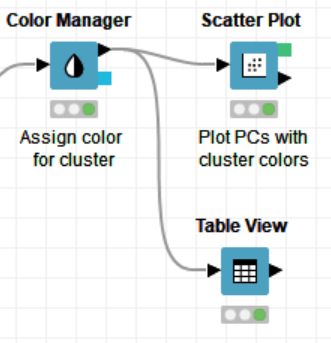 Color Manager
Scatter Plot
Assign color
for cluster
Plot PCs with
cluster colors
Table View